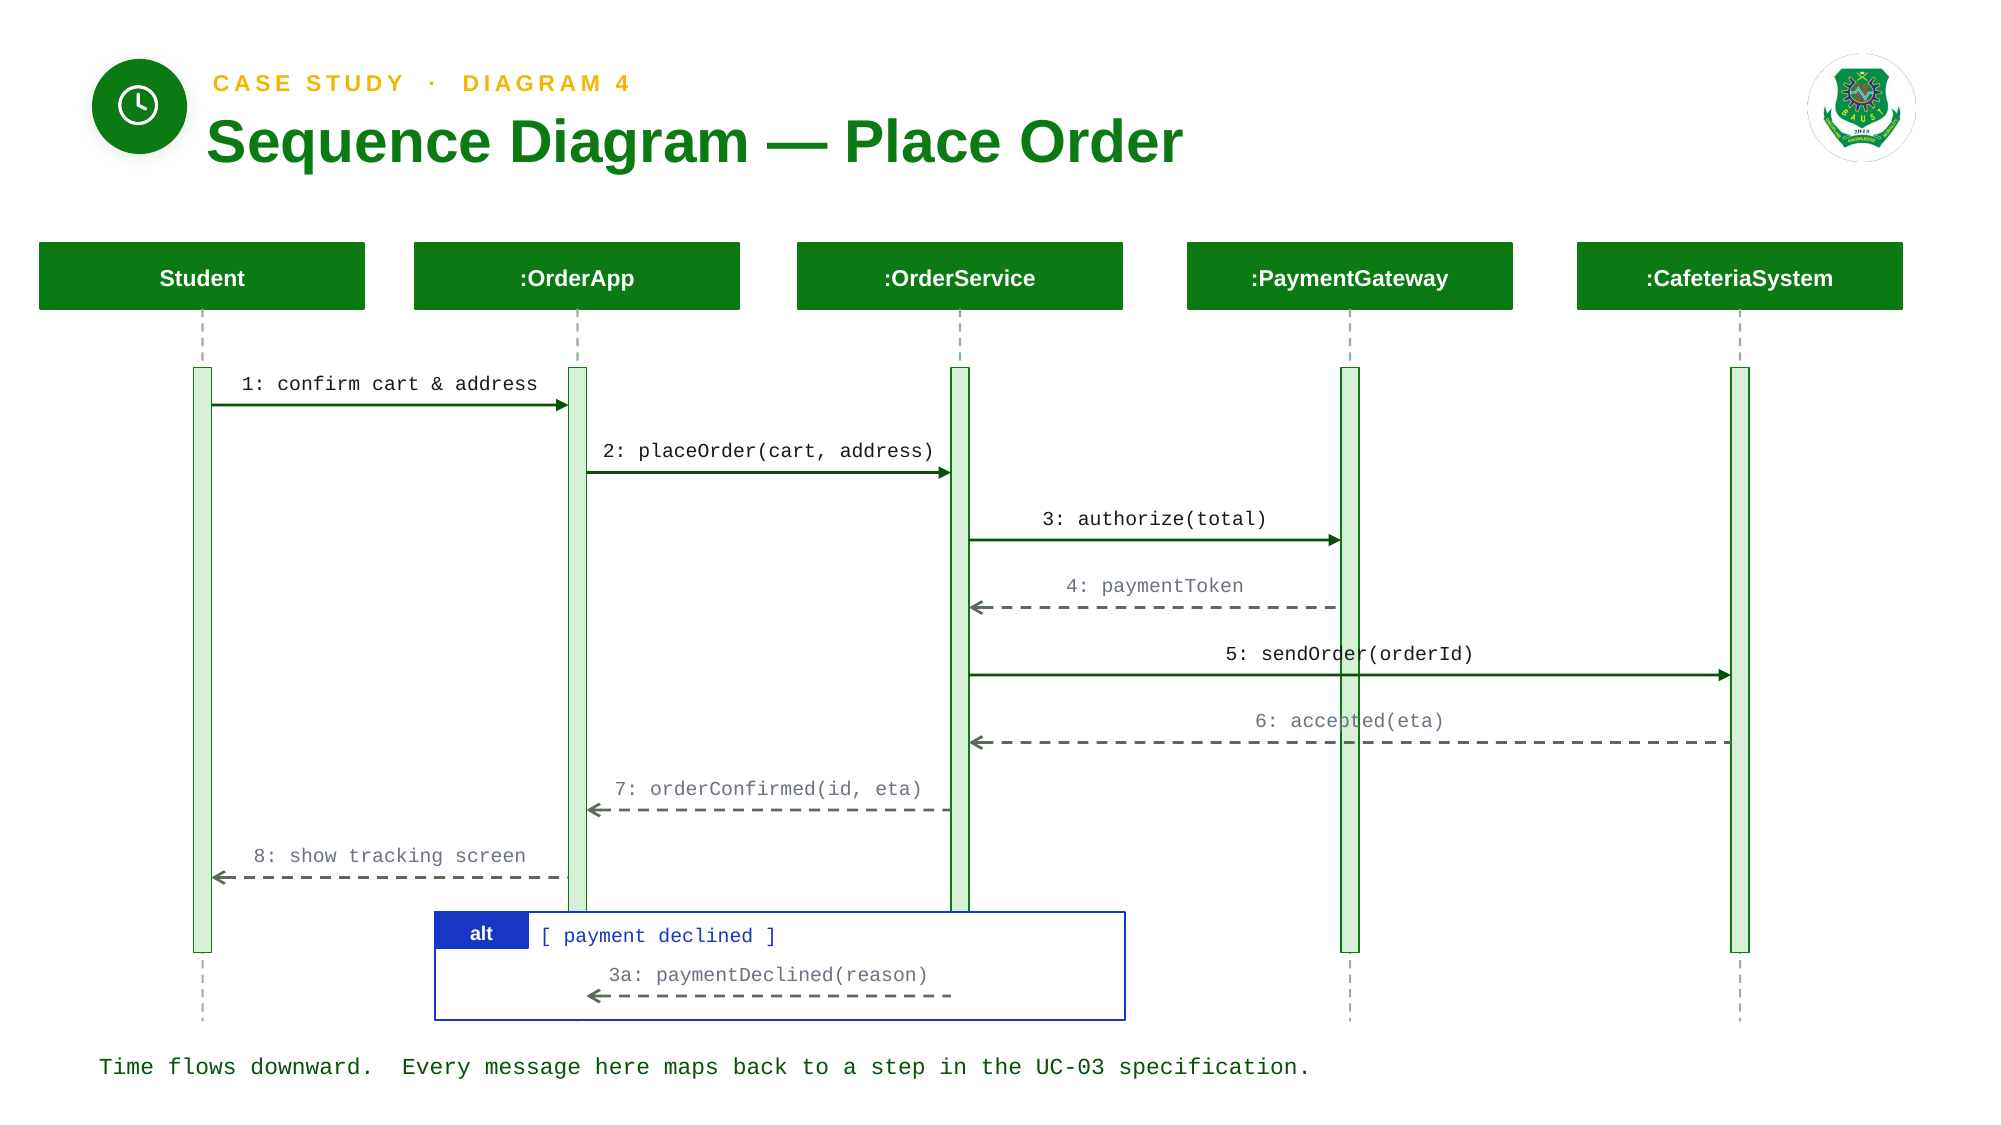 CASE STUDY · DIAGRAM 4
Sequence Diagram — Place Order
BAUST
2015
KNOWLEDGE
Student
:OrderApp
:OrderService
:PaymentGateway
:CafeteriaSystem
1: confirm cart & address
2: placeOrder(cart, address)
3: authorize(total)
4: paymentToken
5: sendOrder(orderId)
6: accepted(eta)
7: orderConfirmed(id, eta)
8: show tracking screen
alt [ payment declined ]
3a: paymentDeclined(reason)
Time flows downward. Every message here maps back to a step in the UC-03 specification.